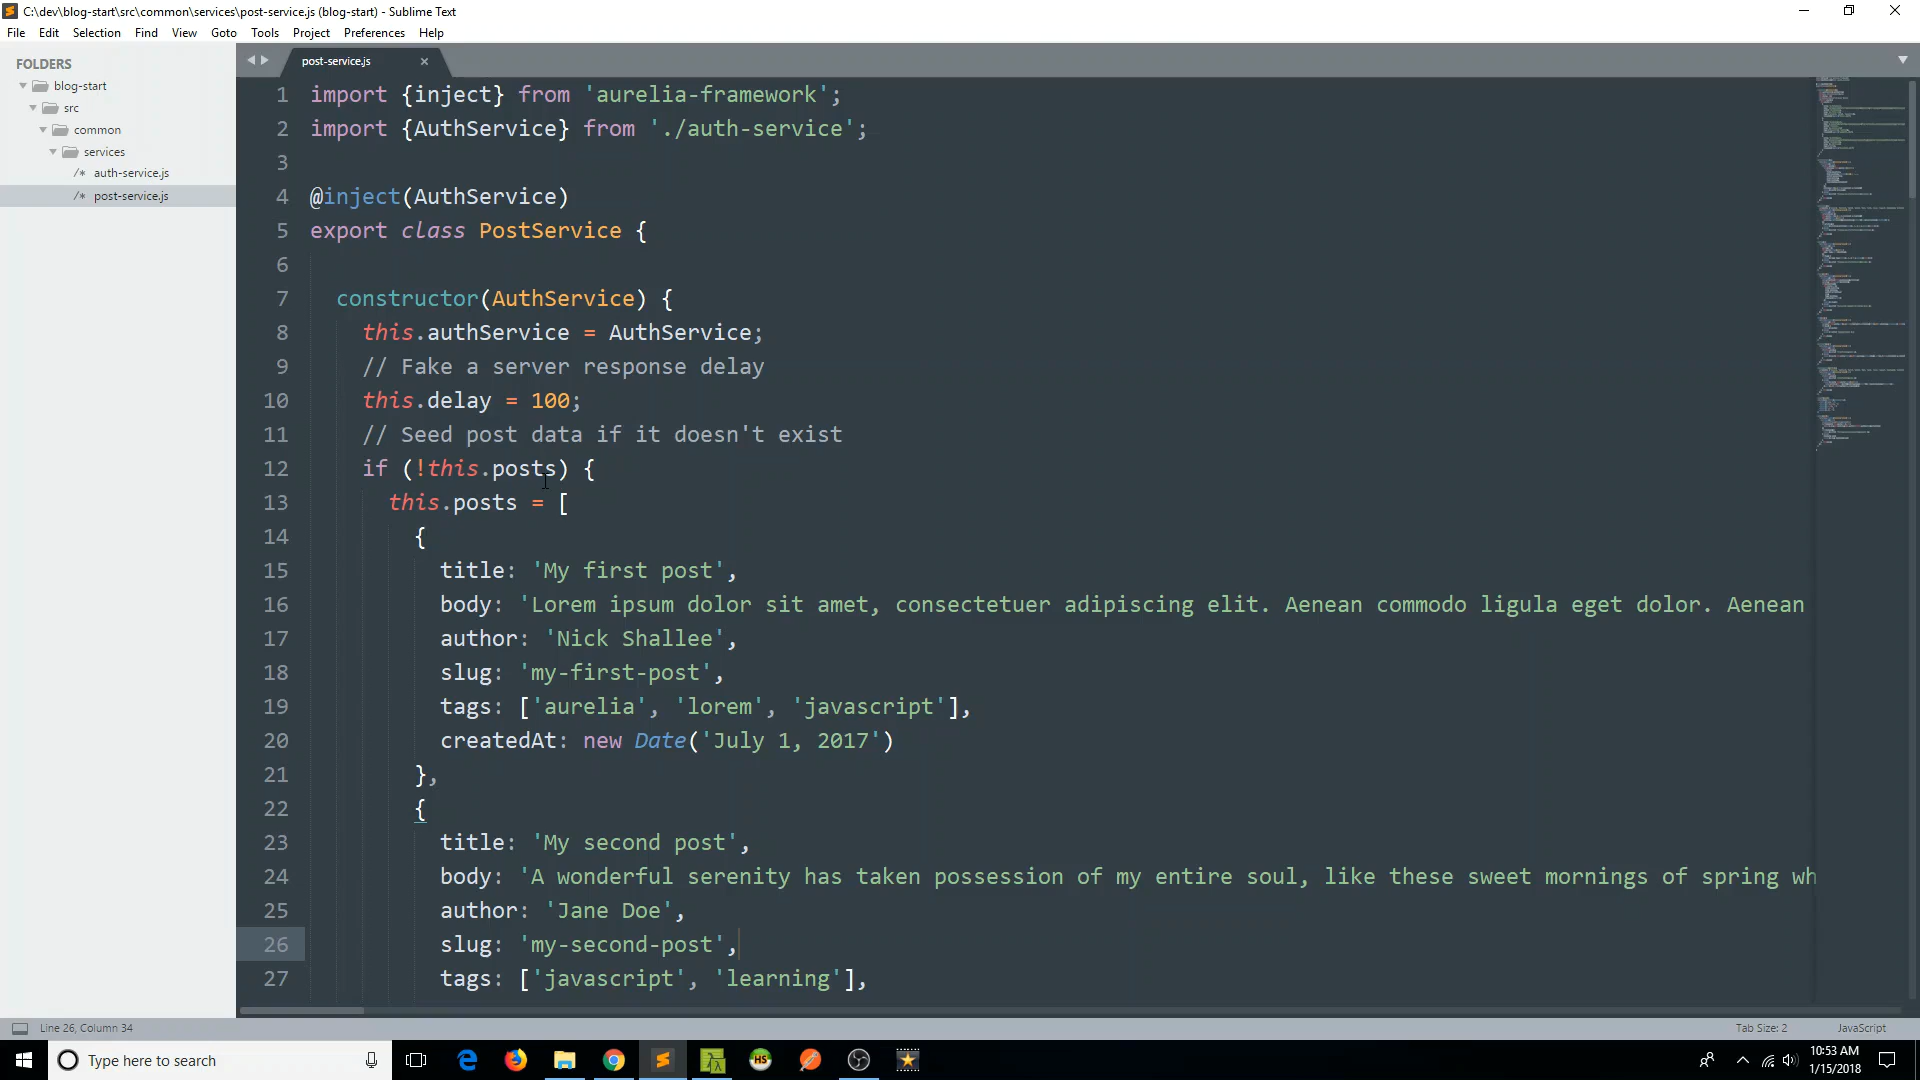 C:\dev\blog-start\src\common\services\post-service.js (blog-start) - Sublime Text
File Edit Selection Find View Goto Tools Project Preferences Help
FOLDERS
blog-start
src
common
services
/* auth-service.js
/* post-service.js
post-service.js
1 import {inject} from 'aurelia-framework';
2 import {AuthService} from './auth-service';
3
4 @inject(AuthService)
5 export class PostService {
6
7 constructor(AuthService) {
8 this.authService = AuthService;
9 // Fake a server response delay
10 this.delay = 100;
11 // Seed post data if it doesn't exist
12 if (!this.posts) {
13 this.posts = [
14 {
15 title: 'My first post',
16 body: 'Lorem ipsum dolor sit amet, consectetuer adipiscing elit. Aenean commodo ligula eget dolor. Aenean
17 author: 'Nick Shallee',
18 slug: 'my-first-post',
19 tags: ['aurelia', 'lorem', 'javascript'],
20 createdAt: new Date('July 1, 2017')
21 },
22 {
23 title: 'My second post',
24 body: 'A wonderful serenity has taken possession of my entire soul, like these sweet mornings of spring wh
25 author: 'Jane Doe',
26 slug: 'my-second-post',
27 tags: ['javascript', 'learning'],
Line 26, Column 34
Tab Size: 2
JavaScript
Type here to search
HS
10:53 AM
1/15/2018